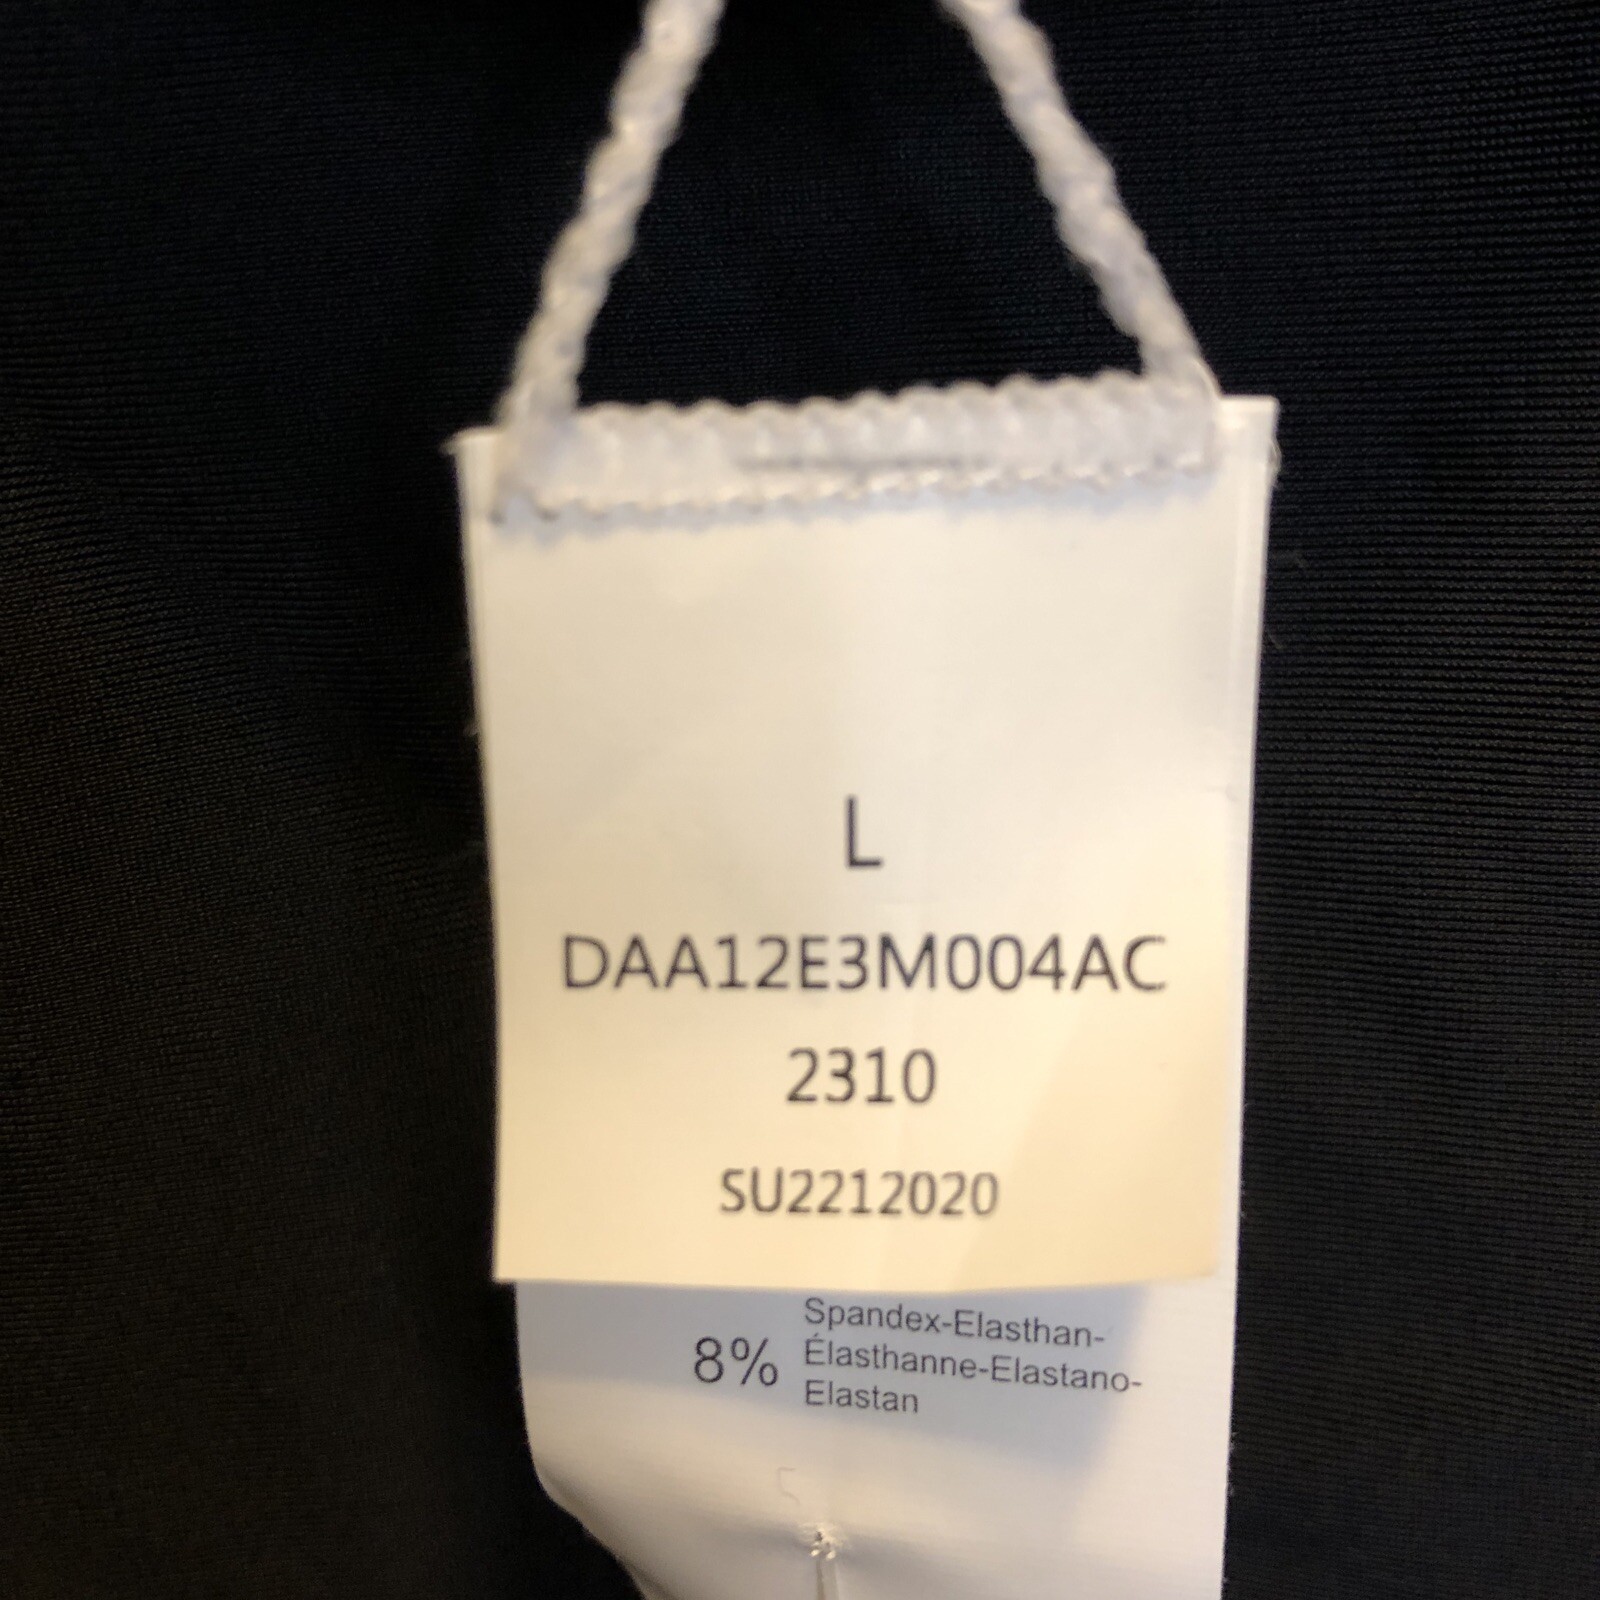 L
DAA12E3M004AC
2310
SU2212020
Spandex-Elasthan-
8% Élasthanne-Elastano-
Elastan